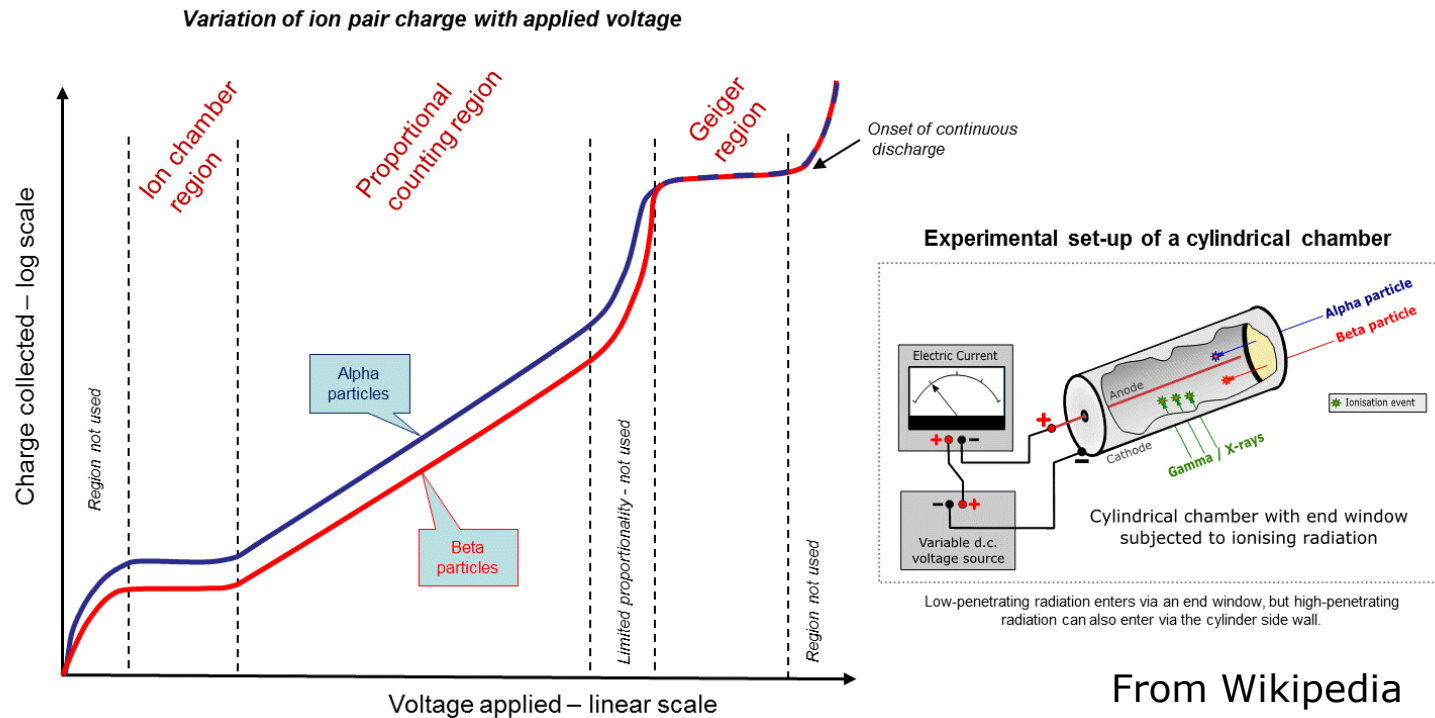 Variation of ion pair charge with applied voltage
Charge collected – log scale
Region not used
Ion chamber
region
Proportional
counting region
Limited proportionality - not used
Geiger
region
Region not used
Onset of continuous
discharge
Alpha
particles
Beta
particles
Voltage applied – linear scale
Experimental set-up of a cylindrical chamber
Electric Current
+ −
− +
Variable d.c.
voltage source
+
−
Anode
Cathode
Alpha particle
Beta particle
Gamma / X-rays
Ionisation event
Cylindrical chamber with end window
subjected to ionising radiation
Low-penetrating radiation enters via an end window, but high-penetrating
radiation can also enter via the cylinder side wall.
From Wikipedia